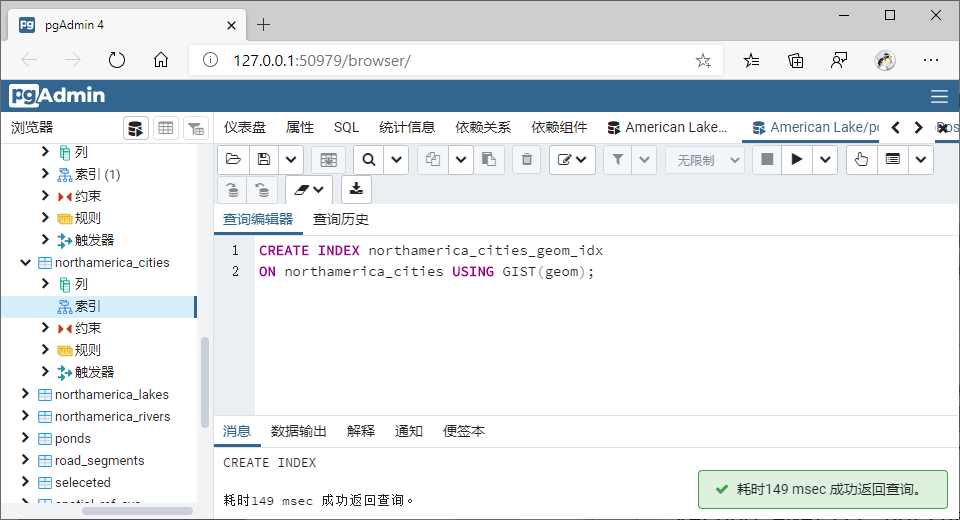 pgAdmin 4
127.0.0.1:50979/browser/
pgAdmin
浏览器
仪表盘 属性 SQL 统计信息 依赖关系 依赖组件 American Lake... American Lake/po
列
索引 (1)
约束
规则
触发器
northamerica_cities
列
索引
约束
规则
触发器
northamerica_lakes
northamerica_rivers
ponds
road_segments
seleceted
无限制
查询编辑器 查询历史
1 CREATE INDEX northamerica_cities_geom_idx
2 ON northamerica_cities USING GIST(geom);
消息 数据输出 解释 通知 便签本
CREATE INDEX
耗时149 msec 成功返回查询。
耗时149 msec 成功返回查询。